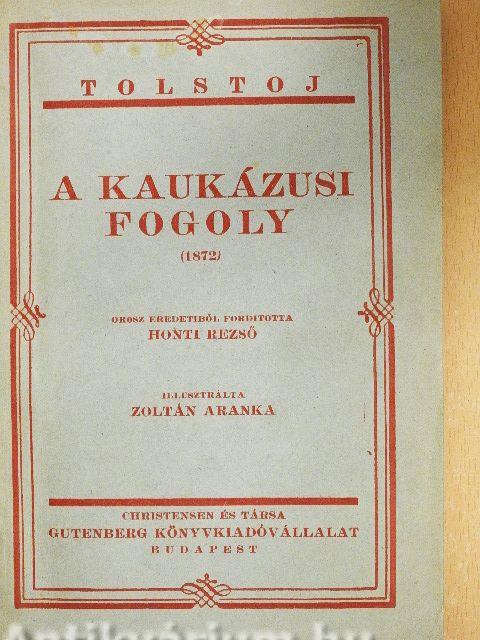 TOLSTOJ
A KAUKÁZUSI
FOGOLY
(1872)
OROSZ EREDETIBŐL FORDITOTTA
HONTI REZSŐ
ILLUSZTRÁLTA
ZOLTÁN ARANKA
CHRISTENSEN ÉS TÁRSA
GUTENBERG KÖNYVKIADÓVÁLLALAT
BUDAPEST